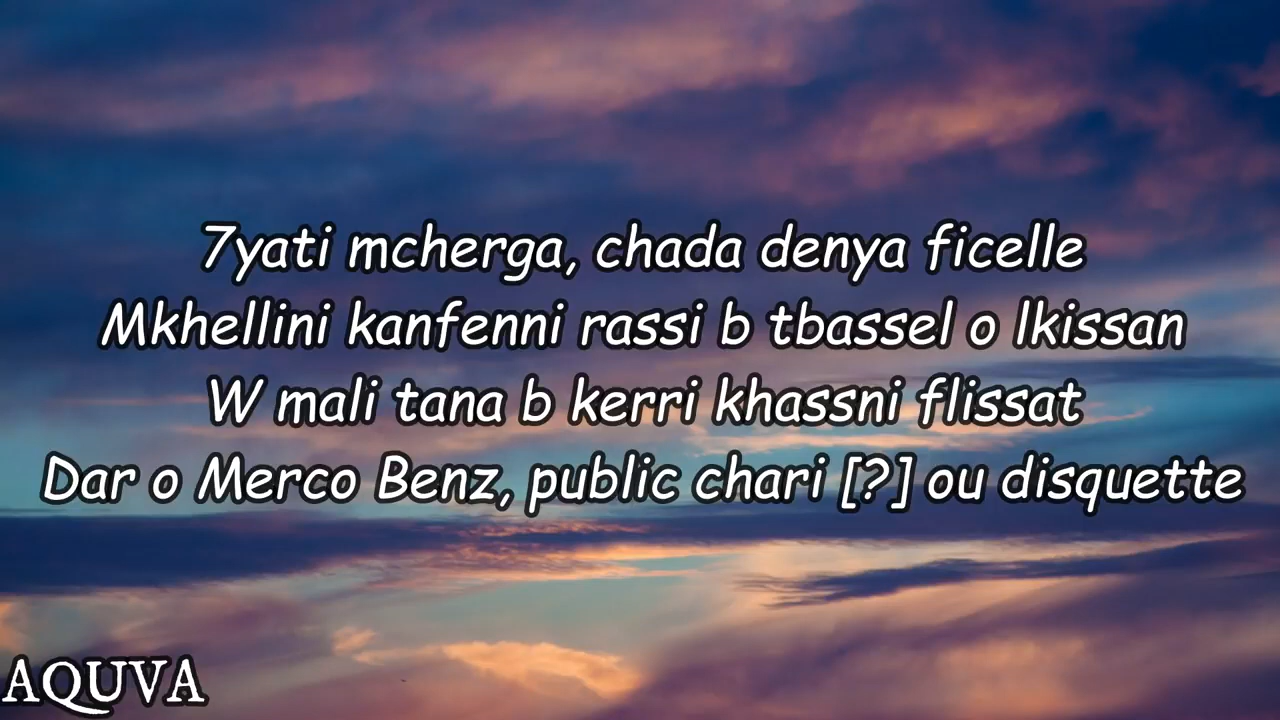 7yati mcherga, chada denya ficelle
Mkhellini kanfenni rassi b tbassel o lkissan
W mali tana b kerri khassni flissat
Dar o Merco Benz, public chari [?] ou disquette
AQUVA